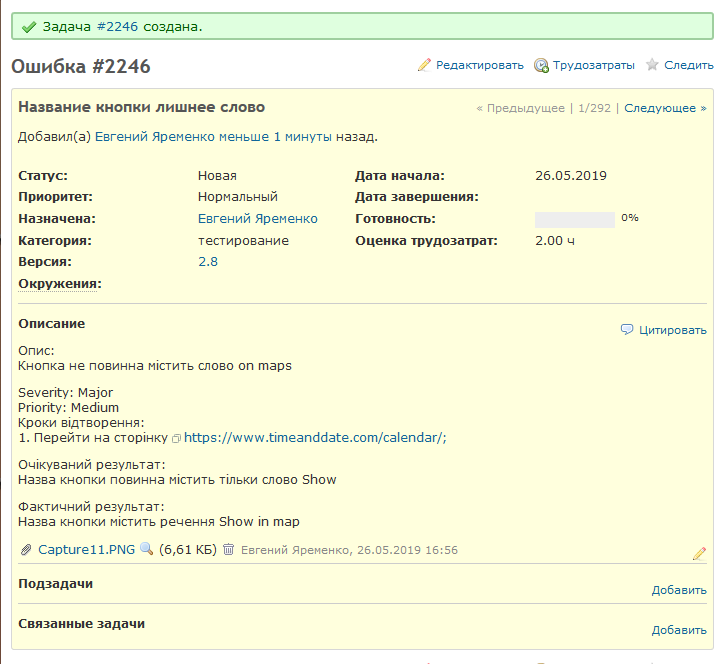 Задача #2246 создана.
Ошибка #2246
Редактировать Трудозатраты Следить
Название кнопки лишнее слово
« Предыдущее | 1/292 | Следующее »
Добавил(а) Евгений Яременко меньше 1 минуты назад.
Статус: Новая Дата начала: 26.05.2019
Приоритет: Нормальный Дата завершения:
Назначена: Евгений Яременко Готовность: 0%
Категория: тестирование Оценка трудозатрат: 2.00 ч
Версия: 2.8
Окружения:
Описание
Цитировать
Опис:
Кнопка не повинна містить слово on maps
Severity: Major
Priority: Medium
Кроки відтворення:
1. Перейти на сторінку https://www.timeanddate.com/calendar/;
Очікуваний результат:
Назва кнопки повинна містить тільки слово Show
Фактичний результат:
Назва кнопки містить речення Show in map
Capture11.PNG (6,61 КБ) Евгений Яременко, 26.05.2019 16:56
Подзадачи
Добавить
Связанные задачи
Добавить